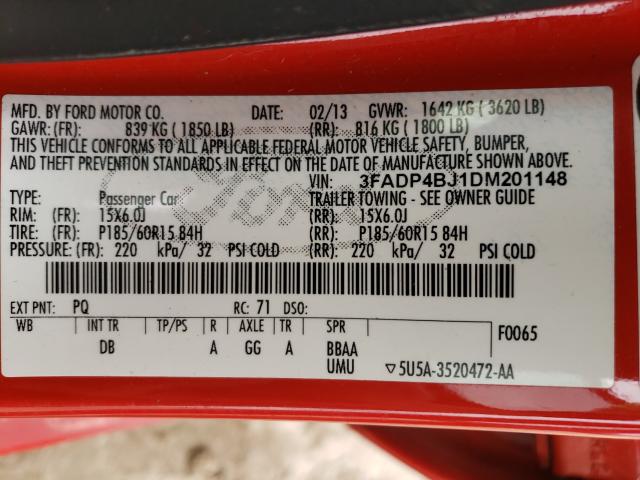 MFD. BY FORD MOTOR CO. DATE: 02/13 GVWR: 1642 KG ( 3620 LB)
GAWR: (FR): 839 KG ( 1850 LB) (RR): 816 KG ( 1800 LB)
THIS VEHICLE CONFORMS TO ALL APPLICABLE FEDERAL MOTOR VEHICLE SAFETY, BUMPER,
AND THEFT PREVENTION STANDARDS IN EFFECT ON THE DATE OF MANUFACTURE SHOWN ABOVE.
VIN: 3FADP4BJ1DM201148
TYPE: Passenger Car TRAILER TOWING - SEE OWNER GUIDE
RIM: (FR): 15X6.0J (RR): 15X6.0J
TIRE: (FR): P185/60R15 84H (RR): P185/60R15 84H
PRESSURE: (FR): 220 kPa/ 32 PSI COLD (RR): 220 kPa/ 32 PSI COLD
EXT PNT: PQ RC: 71 DSO:
WB INT TR TP/PS R AXLE TR SPR F0065
DB A GG A BBAA
UMU ▽5U5A-3520472-AA
Ford